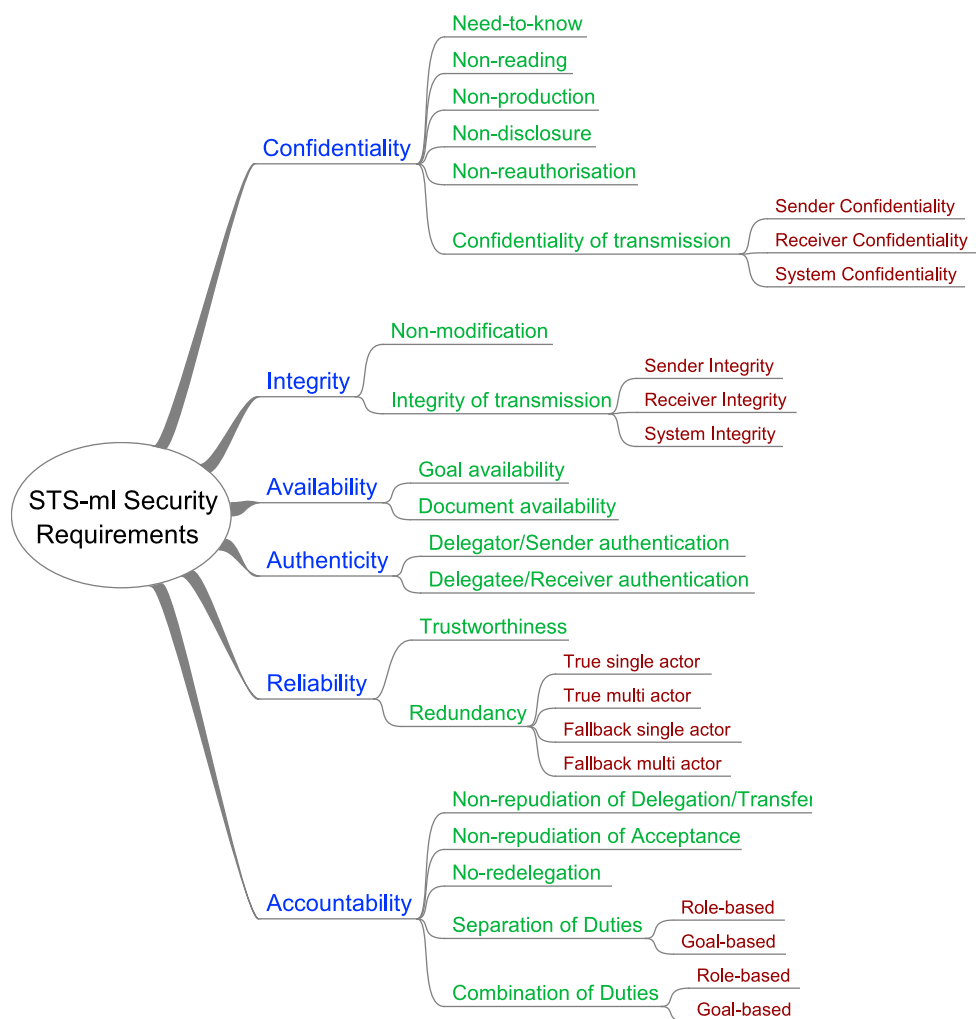 STS-ml Security
Requirements
Confidentiality
Need-to-know
Non-reading
Non-production
Non-disclosure
Non-reauthorisation
Confidentiality of transmission
Sender Confidentiality
Receiver Confidentiality
System Confidentiality
Integrity
Non-modification
Integrity of transmission
Sender Integrity
Receiver Integrity
System Integrity
Availability
Goal availability
Document availability
Authenticity
Delegator/Sender authentication
Delegatee/Receiver authentication
Reliability
Trustworthiness
Redundancy
True single actor
True multi actor
Fallback single actor
Fallback multi actor
Accountability
Non-repudiation of Delegation/Transfer
Non-repudiation of Acceptance
No-redelegation
Separation of Duties
Role-based
Goal-based
Combination of Duties
Role-based
Goal-based